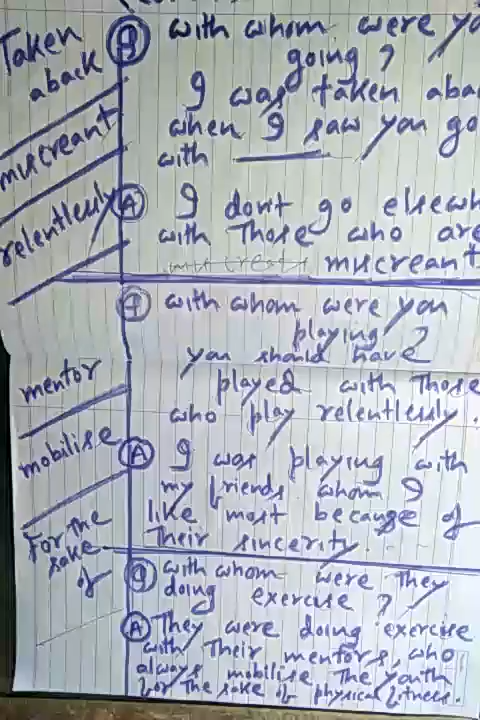 Taken
aback
miscreant
relentlessly
Q with whom were yo
going ?
I was taken aba
when I saw you go
with
A I dont go elsewh
with Those who are
miscreant
Q with whom were you
playing ?
you should have
played with Those
who play relentlessly.
mentor
mobilise
For the
sake
of
A I was playing with
my friends whom I
like most because of
Their sincerity.
Q with whom were they
doing exercise ?
A They were doing exercise
with Their mentors, who
always mobilise The youth
for The sake of physical fitness.